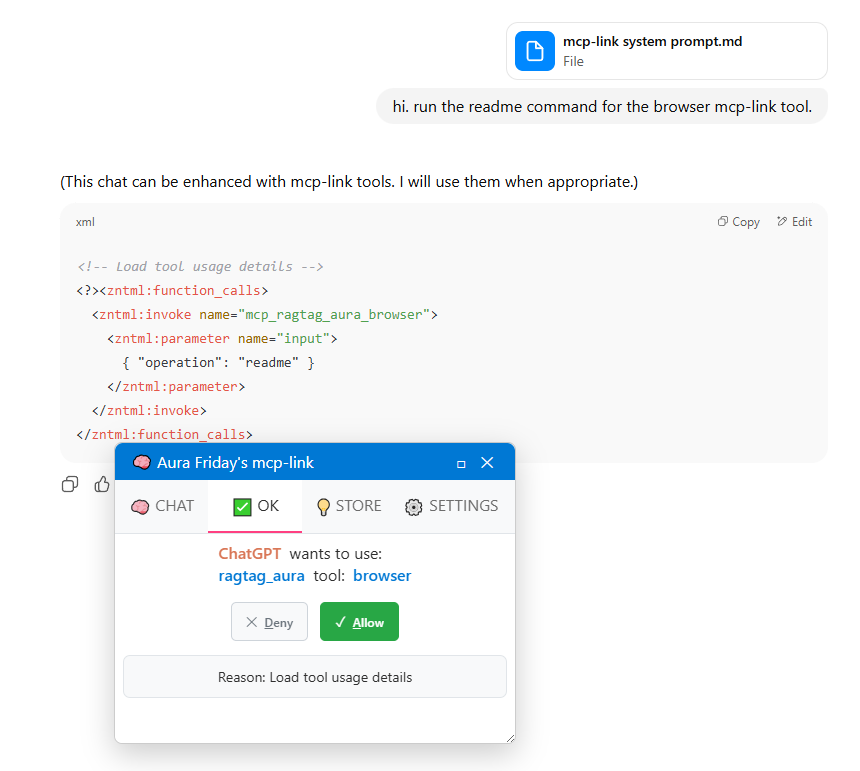 mcp-link system prompt.md
File
hi. run the readme command for the browser mcp-link tool.
(This chat can be enhanced with mcp-link tools. I will use them when appropriate.)
xml
Copy
Edit
<!-- Load tool usage details -->
<?><zntml:function_calls>
<zntml:invoke name="mcp_ragtag_aura_browser">
<zntml:parameter name="input">
{ "operation": "readme" }
</zntml:parameter>
</zntml:invoke>
</zntml:function_calls>
Aura Friday's mcp-link
CHAT
OK
STORE
SETTINGS
ChatGPT wants to use:
ragtag_aura tool: browser
Deny
Allow
Reason: Load tool usage details